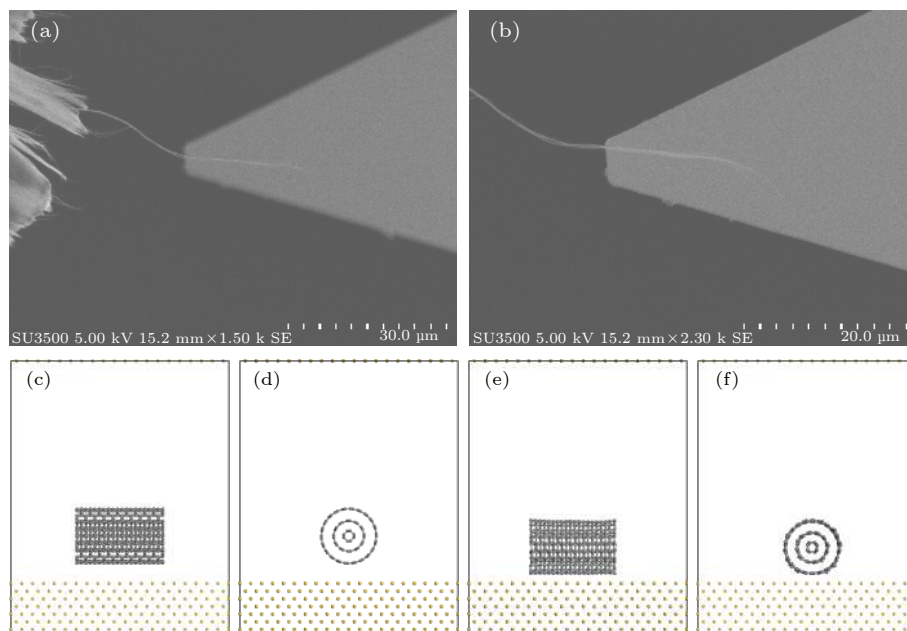 (a)
(b)
30.0 µm
SU3500 5.00 kV 15.2 mm×1.50 k SE
20.0 µm
SU3500 5.00 kV 15.2 mm×2.30 k SE
(c)
(d)
(e)
(f)